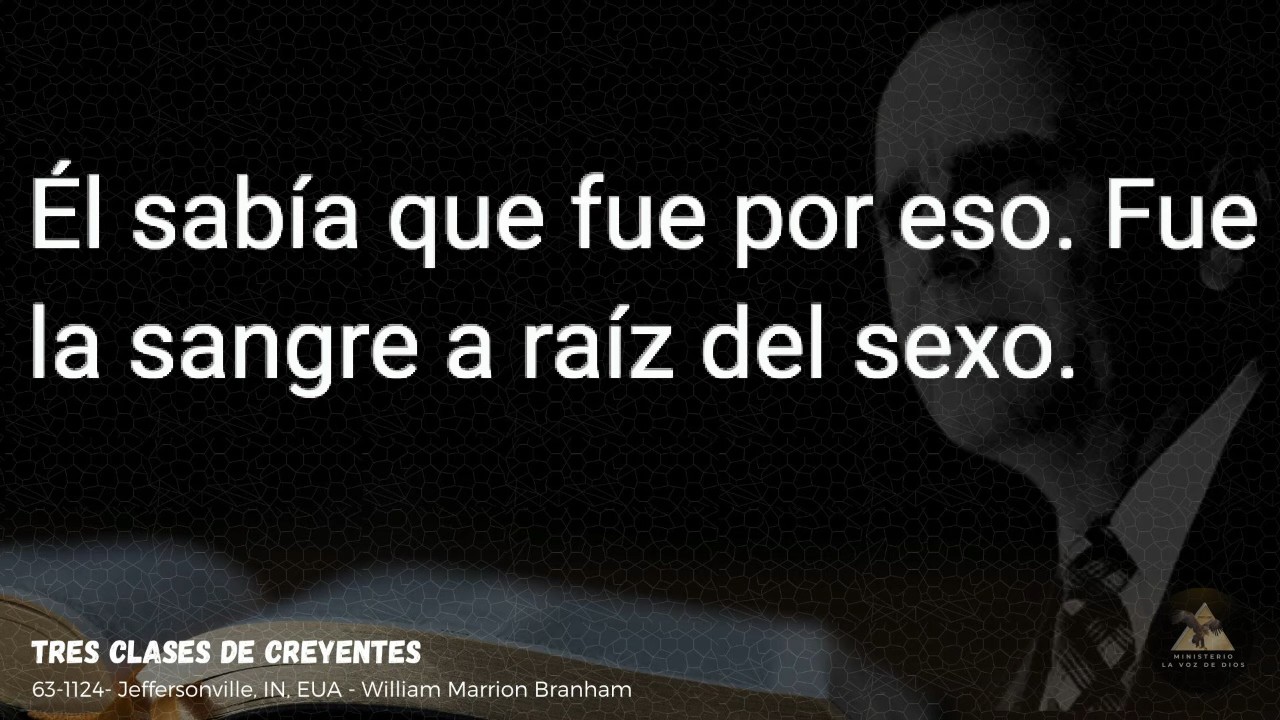 Él sabía que fue por eso. Fue
la sangre a raíz del sexo.
TRES CLASES DE CREYENTES
63-1124- Jeffersonville, IN, EUA - William Marrion Branham
MINISTERIO
LA VOZ DE DIOS